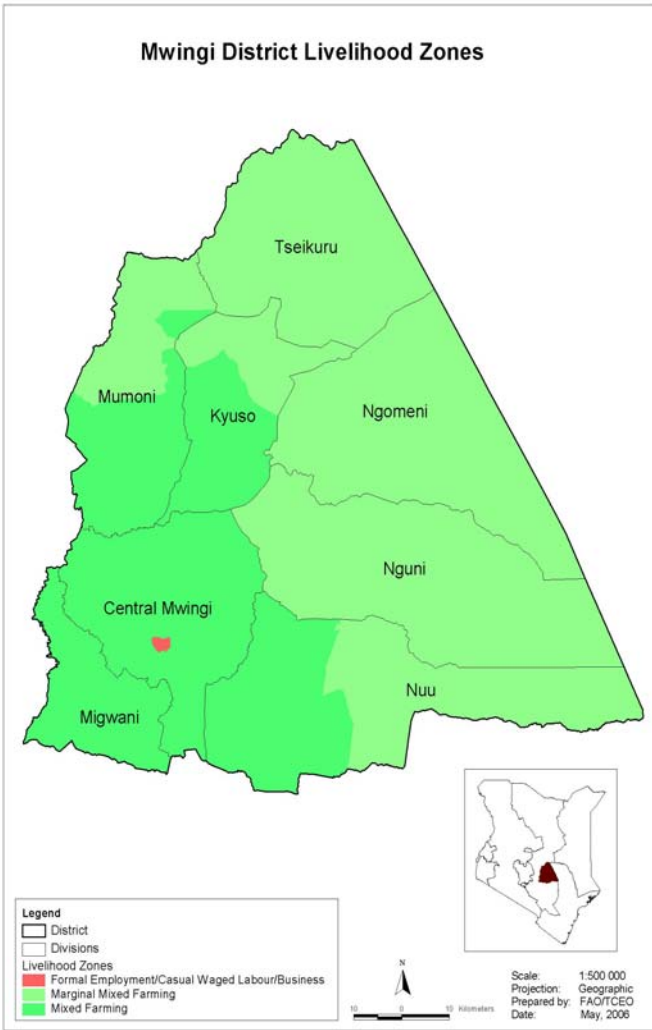 Mwingi District Livelihood Zones
Tseikuru
Mumoni
Kyuso
Ngomeni
Nguni
Central Mwingi
Nuu
Migwani
Legend
District
Divisions
Livelihood Zones
Formal Employment/Casual Waged Labour/Business
Marginal Mixed Farming
Mixed Farming
N
10 0 10 Kilometers
Scale: 1:500 000
Projection: Geographic
Prepared by: FAO/TCEO
Date: May, 2006